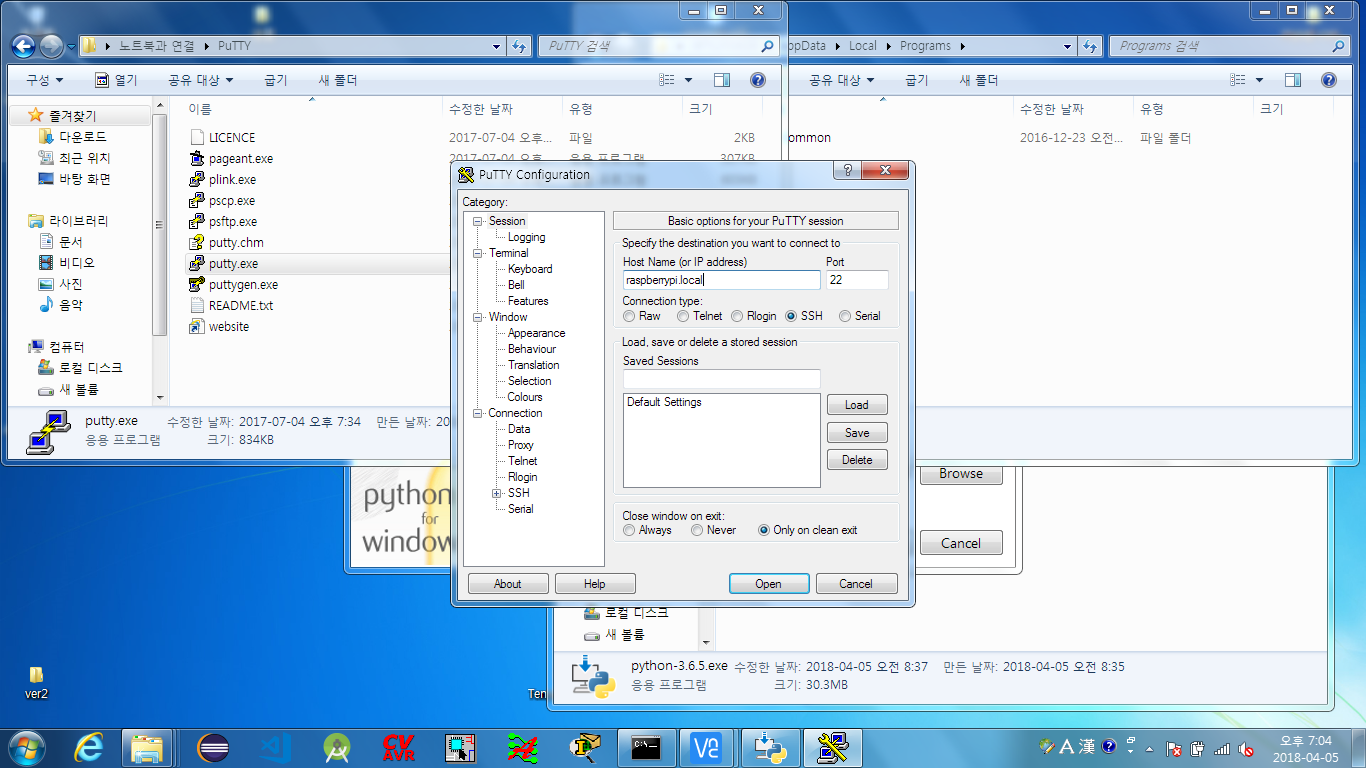 노트북과 연결 ▸ PuTTY
PuTTY 검색
ppData ▸ Local ▸ Programs ▸
Programs 검색
구성
열기
공유 대상
굽기
새 폴더
공유 대상
굽기
새 폴더
즐겨찾기
다운로드
최근 위치
바탕 화면
라이브러리
문서
비디오
사진
음악
컴퓨터
로컬 디스크
새 볼륨
이름
수정한 날짜
유형
크기
LICENCE
2017-07-04 오후...
파일
2KB
pageant.exe
2017-07-04 오후...
응용 프로그램
307KB
plink.exe
pscp.exe
psftp.exe
putty.chm
putty.exe
puttygen.exe
README.txt
website
수정한 날짜
유형
크기
ommon
2016-12-23 오전...
파일 폴더
putty.exe
수정한 날짜: 2017-07-04 오후 7:34
만든 날짜: 20
응용 프로그램
크기: 834KB
PuTTY Configuration
Category:
Session
Logging
Terminal
Keyboard
Bell
Features
Window
Appearance
Behaviour
Translation
Selection
Colours
Connection
Data
Proxy
Telnet
Rlogin
SSH
Serial
Basic options for your PuTTY session
Specify the destination you want to connect to
Host Name (or IP address)
Port
raspberrypi.local
22
Connection type:
Raw
Telnet
Rlogin
SSH
Serial
Load, save or delete a stored session
Saved Sessions
Default Settings
Load
Save
Delete
Close window on exit:
Always
Never
Only on clean exit
About
Help
Open
Cancel
python
for
window
Browse
Cancel
로컬 디스크
새 볼륨
python-3.6.5.exe
수정한 날짜: 2018-04-05 오전 8:37
만든 날짜: 2018-04-05 오전 8:35
응용 프로그램
크기: 30.3MB
ver2
Ten
CV
AVR
C:\
V2
A 漢
오후 7:04
2018-04-05